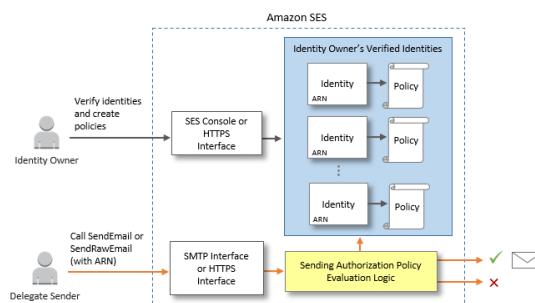 Amazon SES
Identity Owner's Verified Identities
Identity
ARN
Policy
Identity
ARN
Policy
Identity
ARN
Policy
Verify identities
and create
policies
Identity Owner
SES Console or
HTTPS
Interface
Call SendEmail or
SendRawEmail
(with ARN)
Delegate Sender
SMTP Interface
or HTTPS
Interface
Sending Authorization Policy
Evaluation Logic